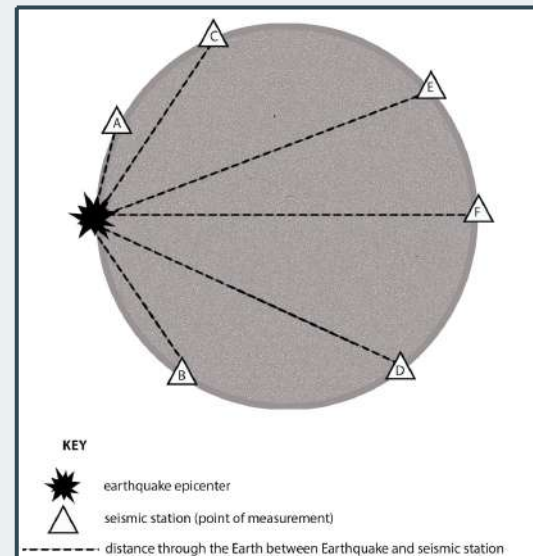 C
E
A
F
B
D
KEY
earthquake epicenter
seismic station (point of measurement)
distance through the Earth between Earthquake and seismic station